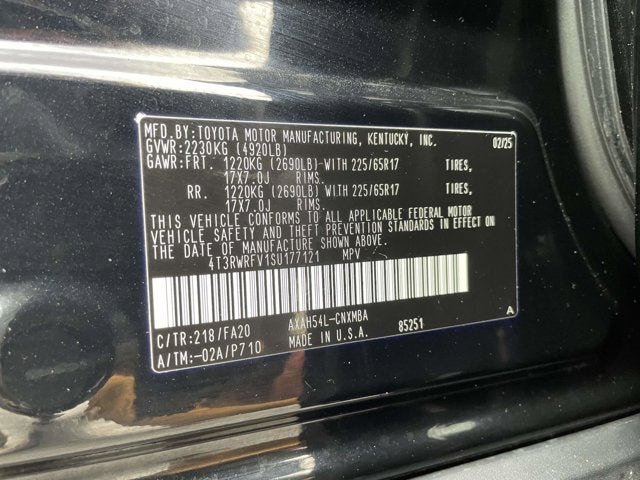 MFD.BY:TOYOTA MOTOR MANUFACTURING, KENTUCKY, INC. 02/25
GVWR:2230KG (4920LB)
GAWR:FRT. 1220KG (2690LB)-WITH 225/65R17 TIRES,
17X7.0J RIMS.
RR. 1220KG (2690LB) WITH 225/65R17 TIRES,
17X7.0J RIMS.
THIS VEHICLE CONFORMS TO ALL APPLICABLE FEDERAL MOTOR
VEHICLE SAFETY AND THEFT PREVENTION STANDARDS IN EFFECT ON
THE DATE OF MANUFACTURE SHOWN ABOVE.
4T3RWRFV1SU177121 MPV
C/TR:218/FA20 AXAH54L-CNXMBA A
A/TM:-02A/P710 MADE IN U.S.A. 85251